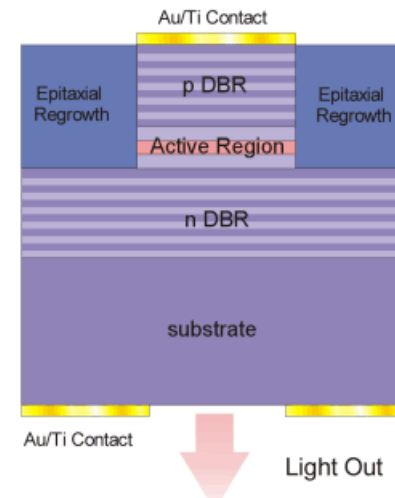 Au/Ti Contact
p DBR
Epitaxial
Regrowth
Epitaxial
Regrowth
Active Region
n DBR
substrate
Au/Ti Contact
Light Out